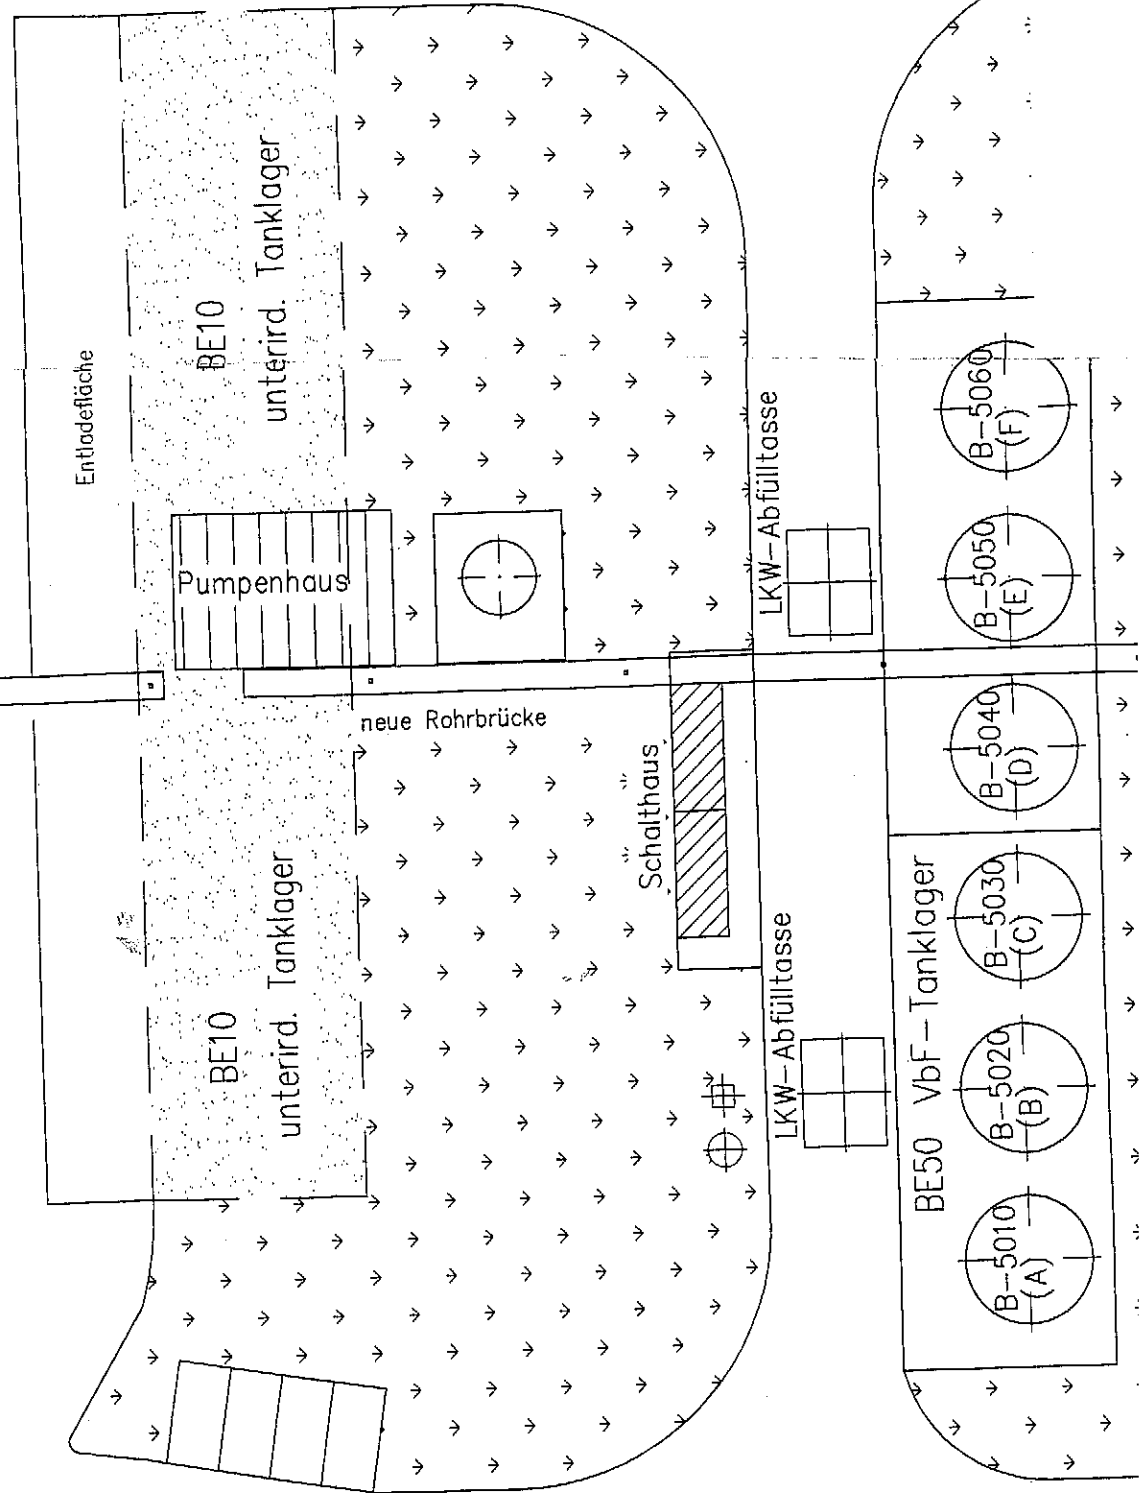 Entladefläche
BE10
unterird. Tanklager
Pumpenhaus
neue Rohrbrücke
BE10
unterird. Tanklager
Schalthaus
LKW-Abfülltasse
LKW-Abfülltasse
BE50 VbF-Tanklager
B-5060
(F)
B-5050
(E)
B-5040
(D)
B-5030
(C)
B-5020
(B)
B-5010
(A)